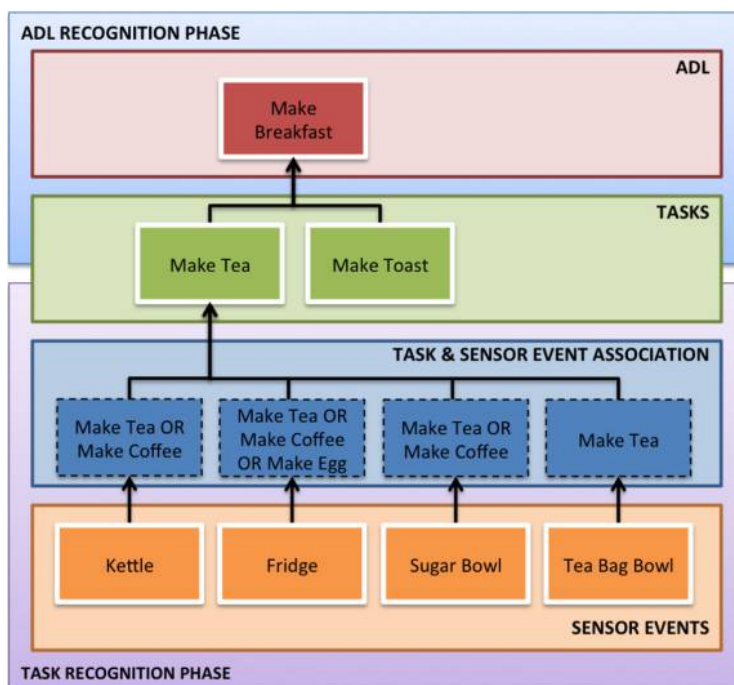 ADL RECOGNITION PHASE
ADL
Make
Breakfast
TASKS
Make Tea
Make Toast
TASK & SENSOR EVENT ASSOCIATION
Make Tea OR
Make Coffee
Make Tea OR
Make Coffee
OR Make Egg
Make Tea OR
Make Coffee
Make Tea
Kettle
Fridge
Sugar Bowl
Tea Bag Bowl
SENSOR EVENTS
TASK RECOGNITION PHASE